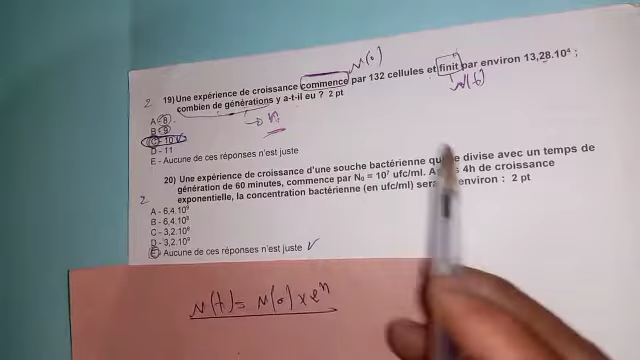 N(0)
2 19) Une expérience de croissance commence par 132 cellules et finit par environ 13,28.10⁴ ;
combien de générations y a-t-il eu ? 2 pt
N(t)
A - 8
→ n
B - 9
C - 10 ✓
D - 11
E - Aucune de ces réponses n'est juste
2 20) Une expérience de croissance d'une souche bactérienne qui se divise avec un temps de
génération de 60 minutes, commence par N₀ = 10⁷ ufc/ml. 4h de croissance
exponentielle, la concentration bactérienne (en ufc/ml) environ : 2 pt
A - 6,4.10⁹
B - 6,4.10⁸
C - 3,2.10⁸
D - 3,2.10⁹
E - Aucune de ces réponses n'est juste ✓
N(t) = N(0) x eⁿ